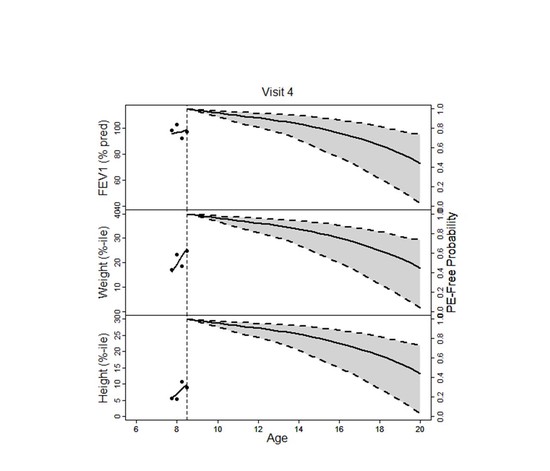 Visit 4
FEV1 (% pred)
40 60 80 100
0.0 0.2 0.4 0.6 0.8 1.0
Weight (%-ile)
0 10 20 30 40
0.0 0.2 0.4 0.6 0.8 1.0
PE-Free Probability
Height (%-ile)
0 5 10 15 20 25 30
0.0 0.2 0.4 0.6 0.8 1.0
6 8 10 12 14 16 18 20
Age